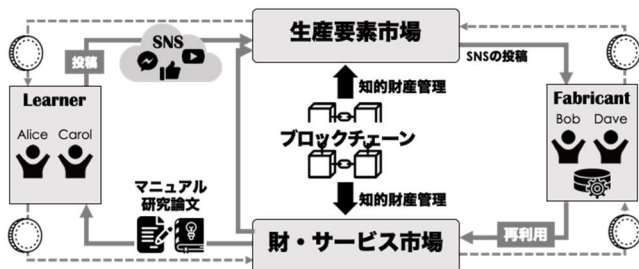 生産要素市場
SNS
投稿
SNSの投稿
Learner
Alice Carol
知的財産管理
ブロックチェーン
Fabricant
Bob Dave
マニュアル
研究論文
知的財産管理
財・サービス市場
再利用